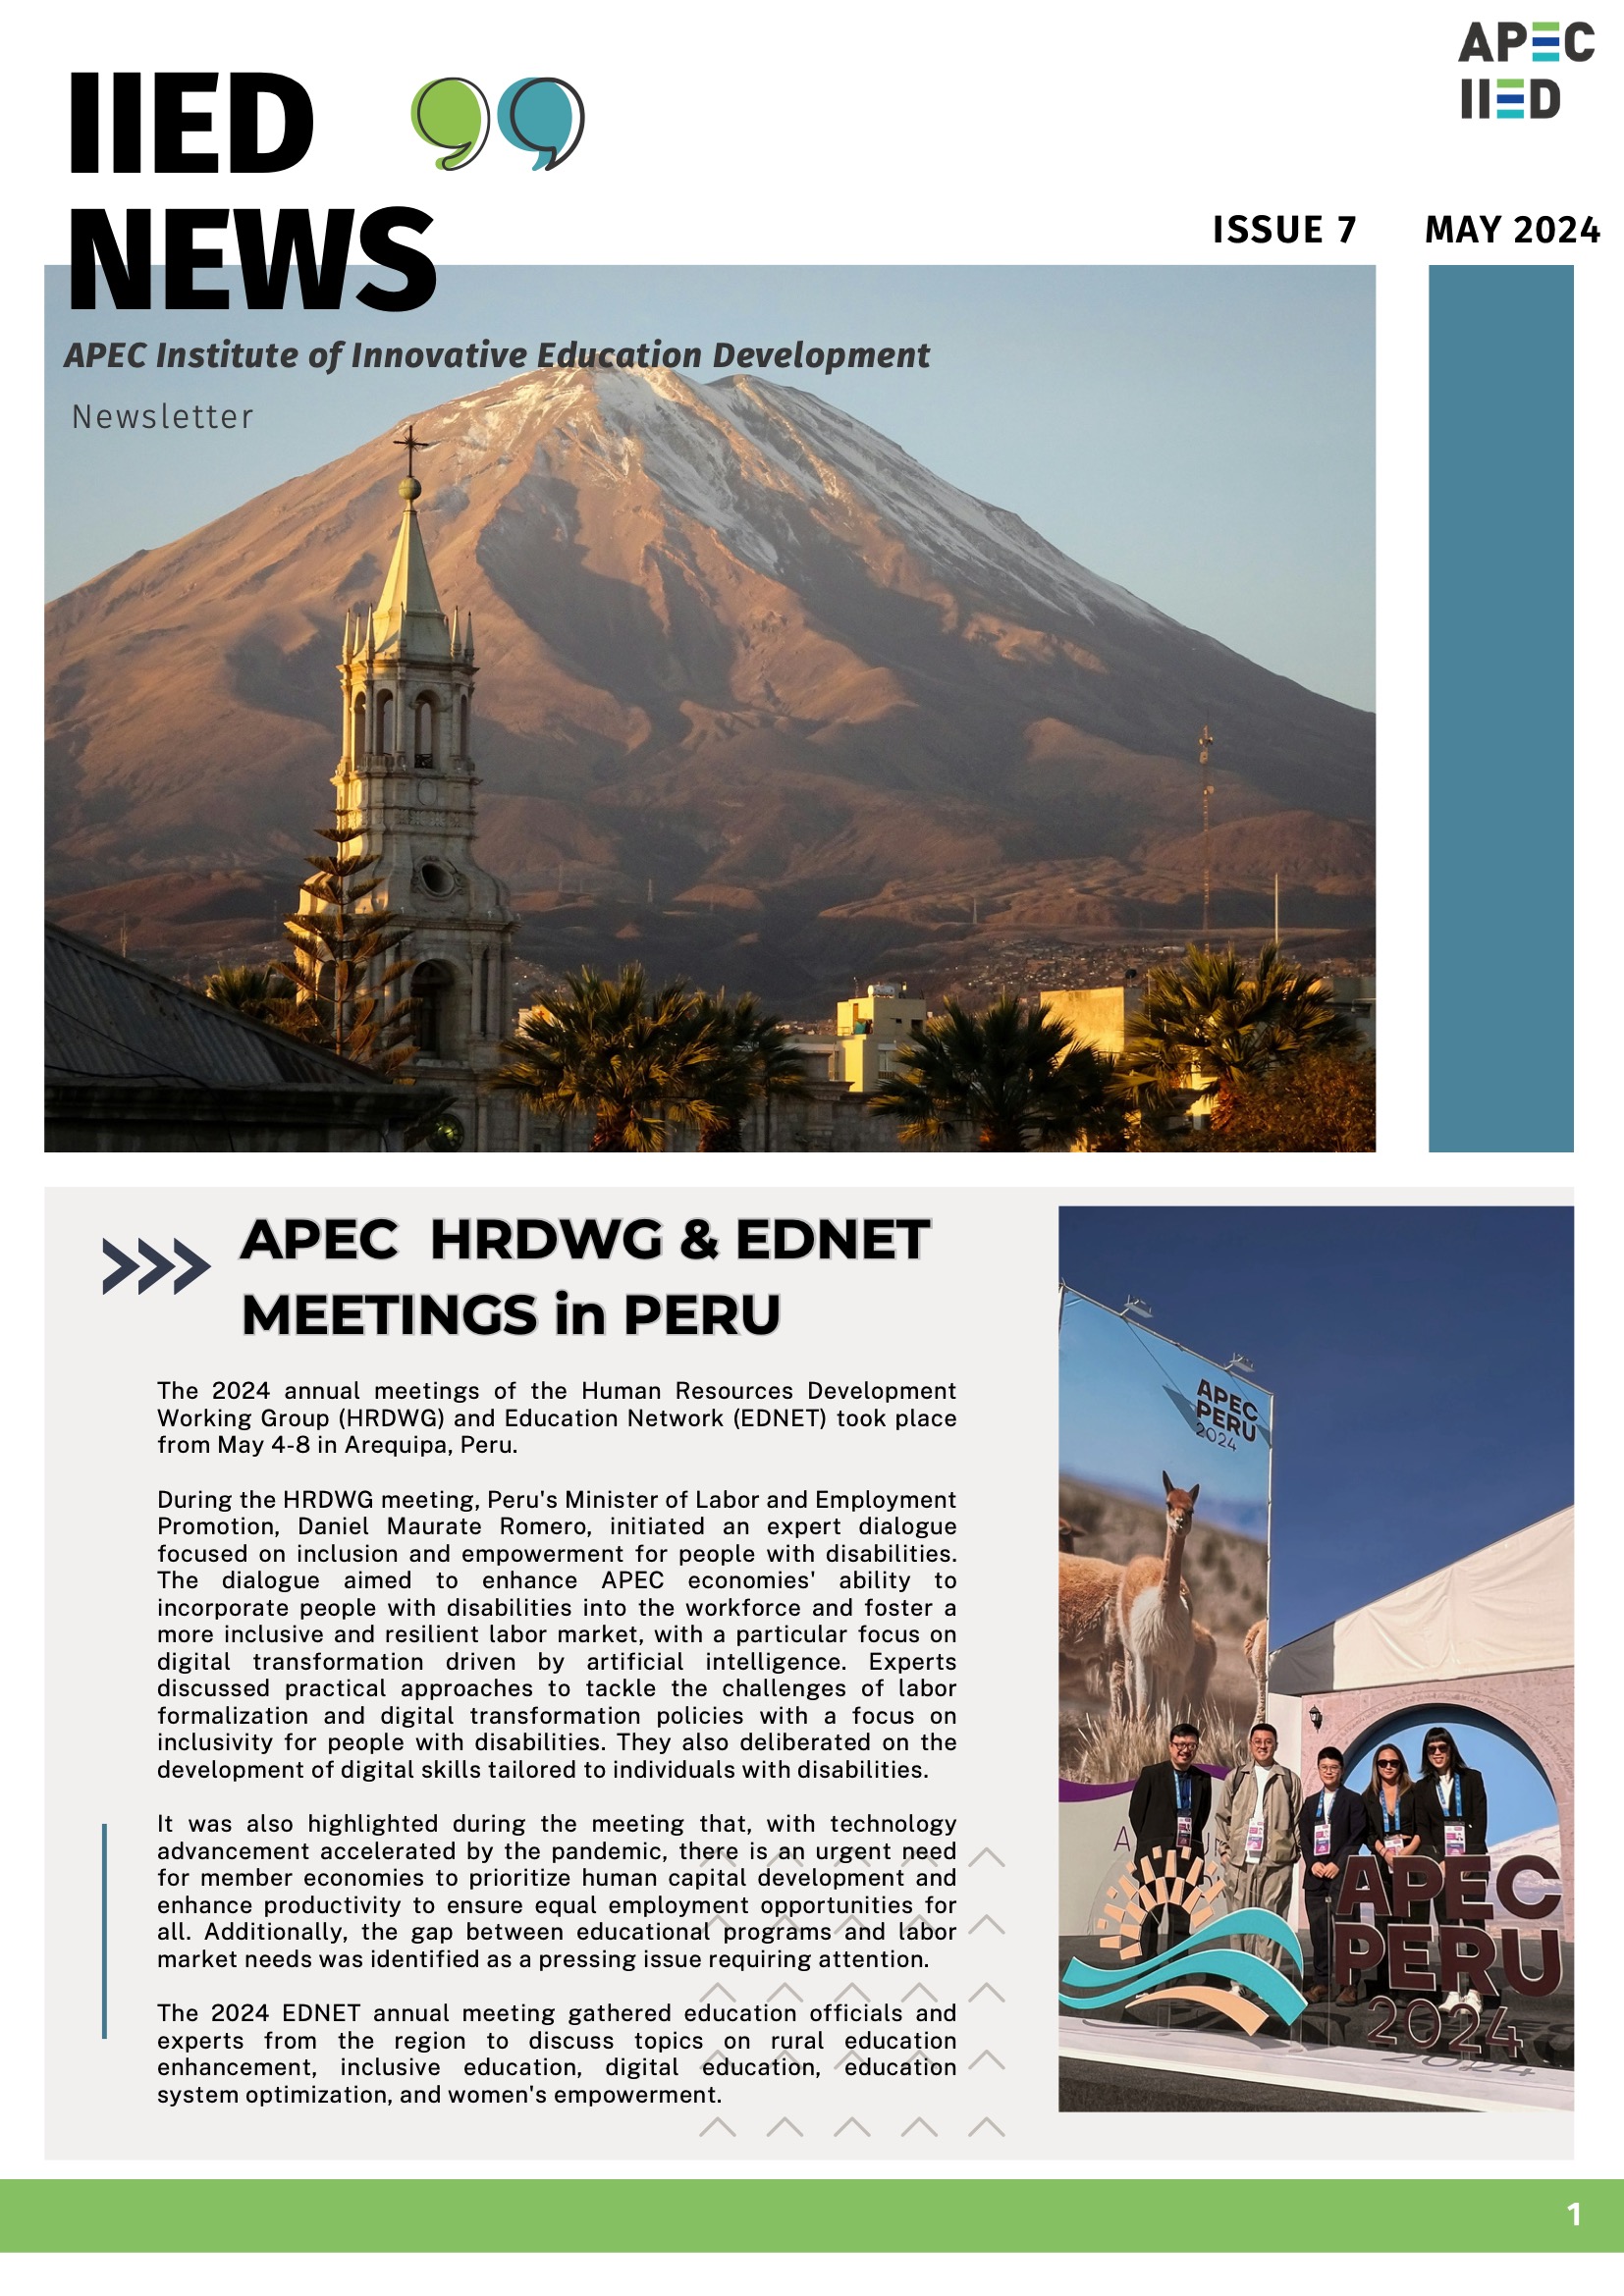 APEC
IIED
IIED
NEWS
ISSUE 7 MAY 2024
APEC Institute of Innovative Education Development
Newsletter
APEC HRDWG & EDNET
MEETINGS in PERU
The 2024 annual meetings of the Human Resources Development
Working Group (HRDWG) and Education Network (EDNET) took place
from May 4-8 in Arequipa, Peru.
During the HRDWG meeting, Peru's Minister of Labor and Employment
Promotion, Daniel Maurate Romero, initiated an expert dialogue
focused on inclusion and empowerment for people with disabilities.
The dialogue aimed to enhance APEC economies' ability to
incorporate people with disabilities into the workforce and foster a
more inclusive and resilient labor market, with a particular focus on
digital transformation driven by artificial intelligence. Experts
discussed practical approaches to tackle the challenges of labor
formalization and digital transformation policies with a focus on
inclusivity for people with disabilities. They also deliberated on the
development of digital skills tailored to individuals with disabilities.
It was also highlighted during the meeting that, with technology
advancement accelerated by the pandemic, there is an urgent need
for member economies to prioritize human capital development and
enhance productivity to ensure equal employment opportunities for
all. Additionally, the gap between educational programs and labor
market needs was identified as a pressing issue requiring attention.
The 2024 EDNET annual meeting gathered education officials and
experts from the region to discuss topics on rural education
enhancement, inclusive education, digital education, education
system optimization, and women's empowerment.
APEC
PERU
2024
APEC
PERU
2024
1